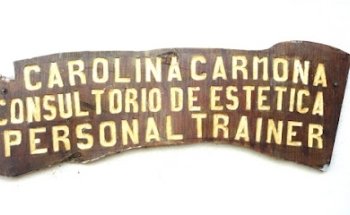 CAROLINA CARMONA
CONSULTORIO DE ESTETICA
PERSONAL TRAINER